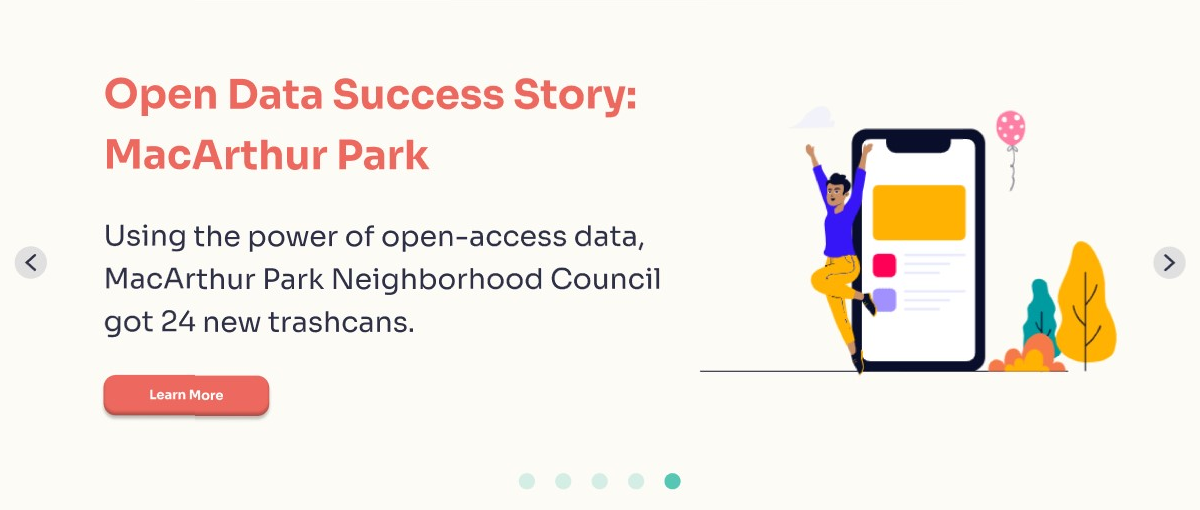 Open Data Success Story:
MacArthur Park
Using the power of open-access data,
MacArthur Park Neighborhood Council
got 24 new trashcans.
Learn More